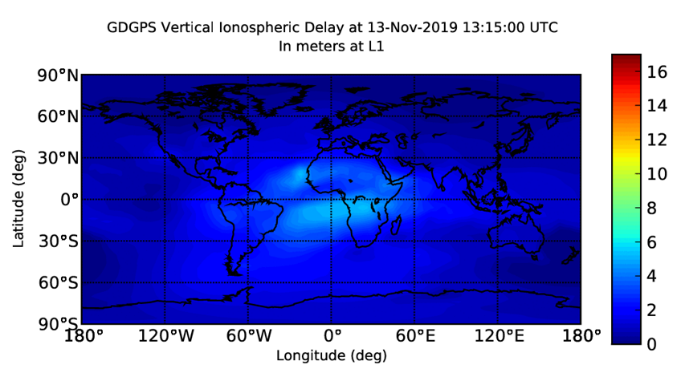 GDGPS Vertical Ionospheric Delay at 13-Nov-2019 13:15:00 UTC
In meters at L1
90°N
60°N
30°N
0°
30°S
60°S
90°S
Latitude (deg)
180°
120°W
60°W
0°
60°E
120°E
180°
Longitude (deg)
16
14
12
10
8
6
4
2
0